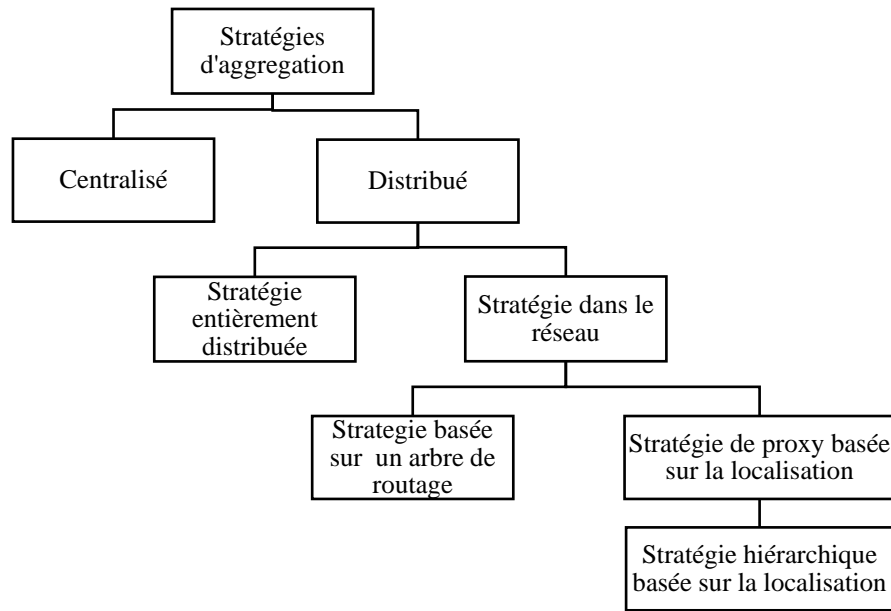 Stratégies
d'aggregation
Centralisé
Distribué
Stratégie
entièrement
distribuée
Stratégie dans le
réseau
Strategie basée
sur un arbre de
routage
Stratégie de proxy basée
sur la localisation
Stratégie hiérarchique
basée sur la localisation